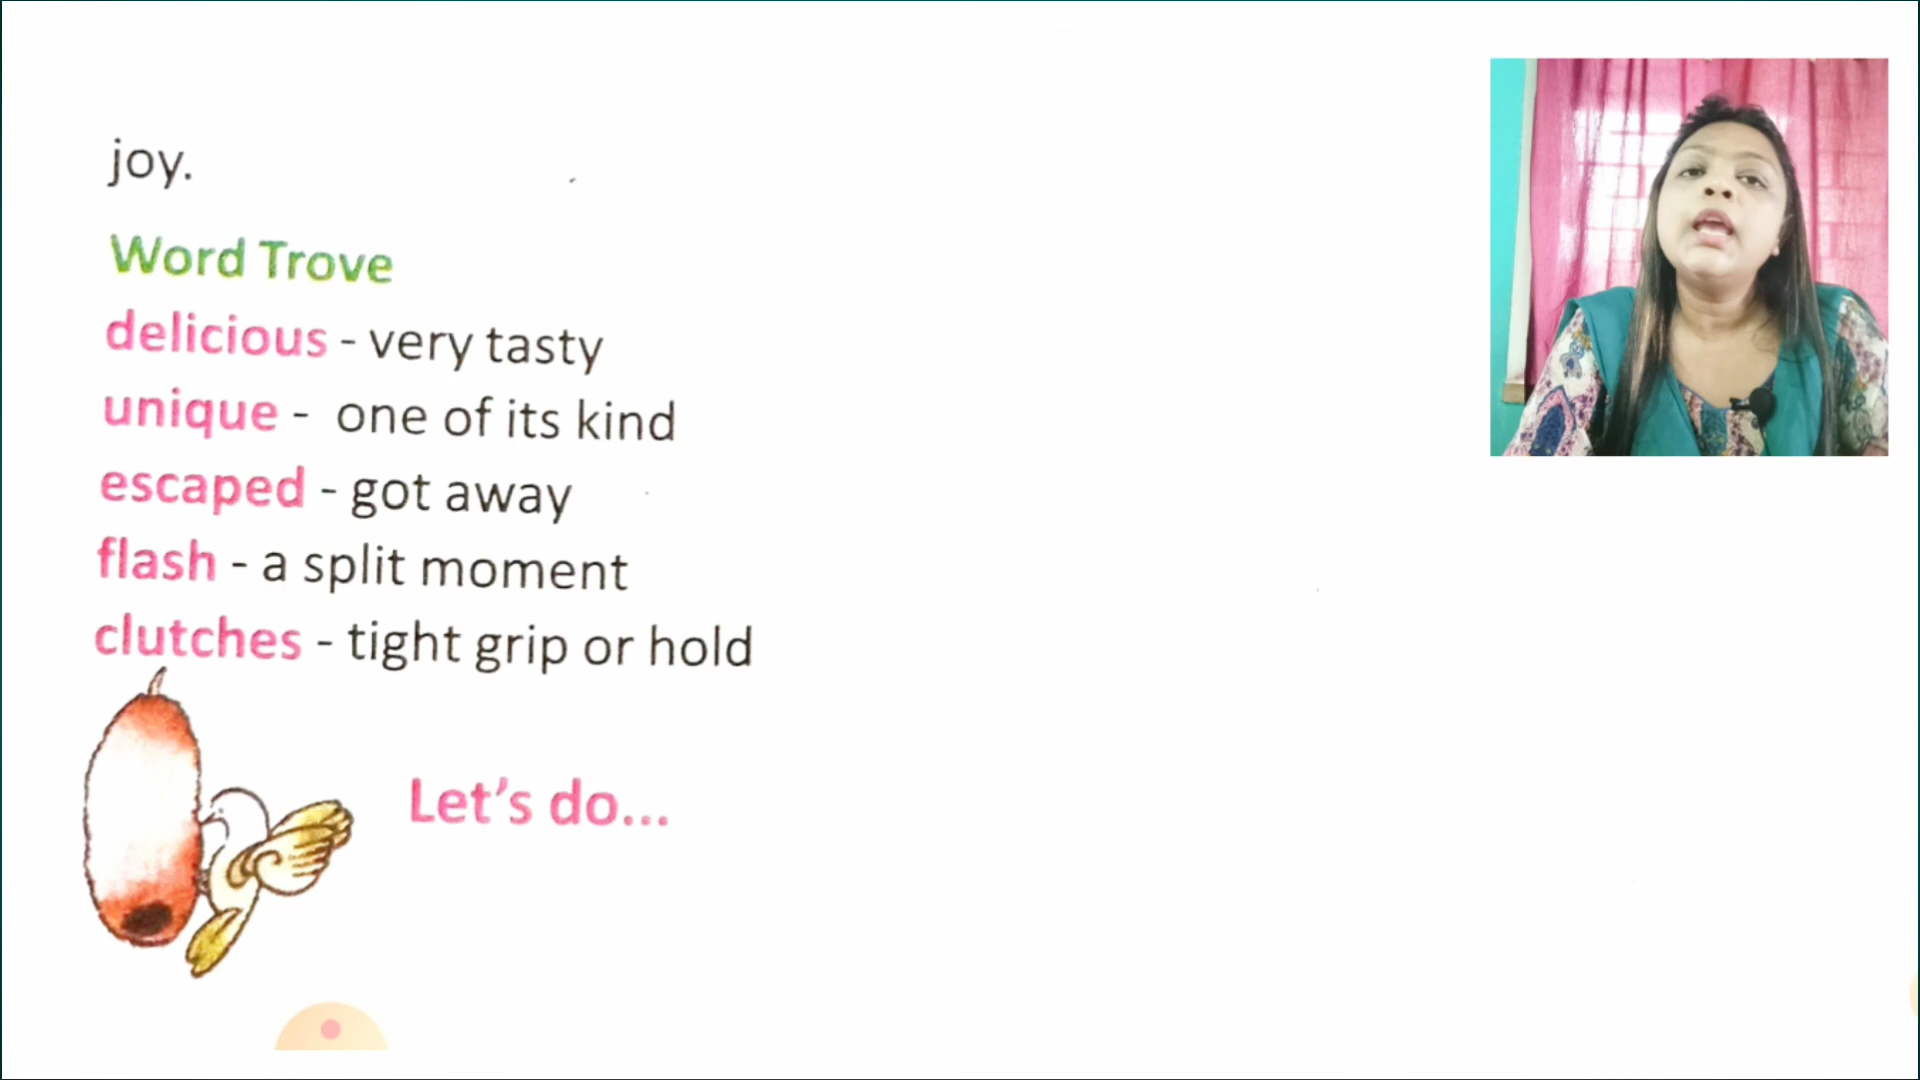 joy.
Word Trove
delicious - very tasty
unique - one of its kind
escaped - got away
flash - a split moment
clutches - tight grip or hold
Let's do...